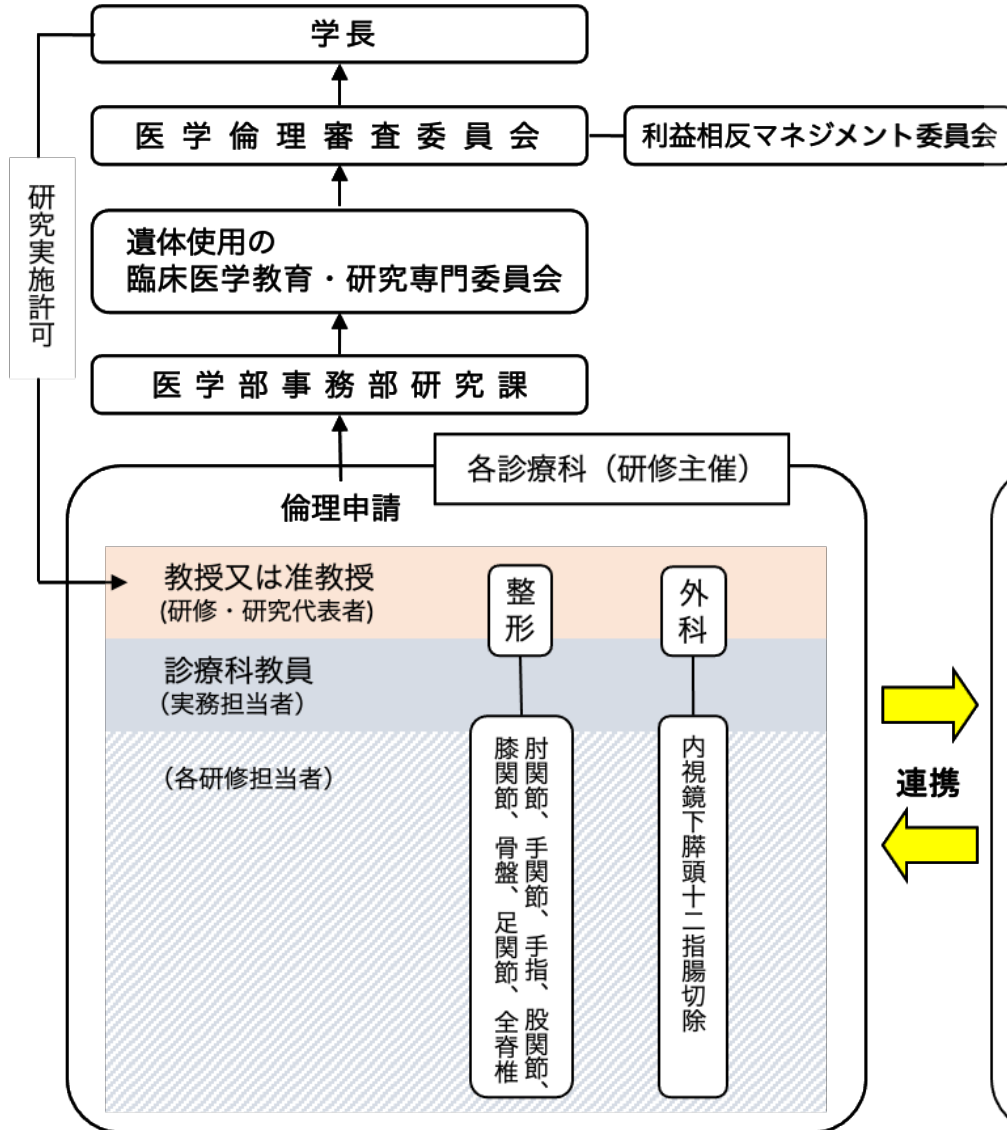 学長
医学倫理審査委員会
利益相反マネジメント委員会
研究実施許可
遺体使用の
臨床医学教育・研究専門委員会
医学部事務部研究課
各診療科（研修主催）
倫理申請
教授又は准教授
(研修・研究代表者)
整形
外科
診療科教員
（実務担当者）
（各研修担当者）
肘関節、手関節、手指、股関節、
膝関節、骨盤、足関節、全脊椎
内視鏡下膵頭十二指腸切除
連携